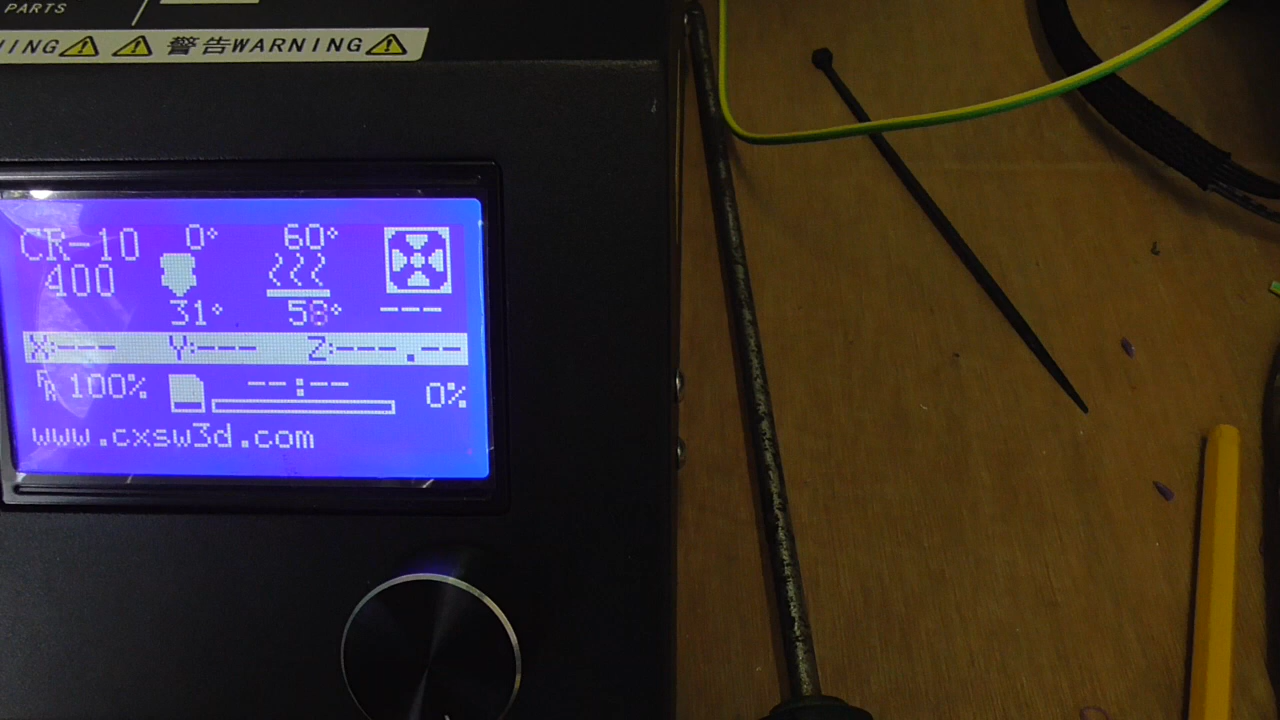 PARTS
NING 警告WARNING
CR-10 0° 60°
400
31° 58° ---
X:--- Y:--- Z:---.--
FR 100% --:-- 0%
www.cxsw3d.com